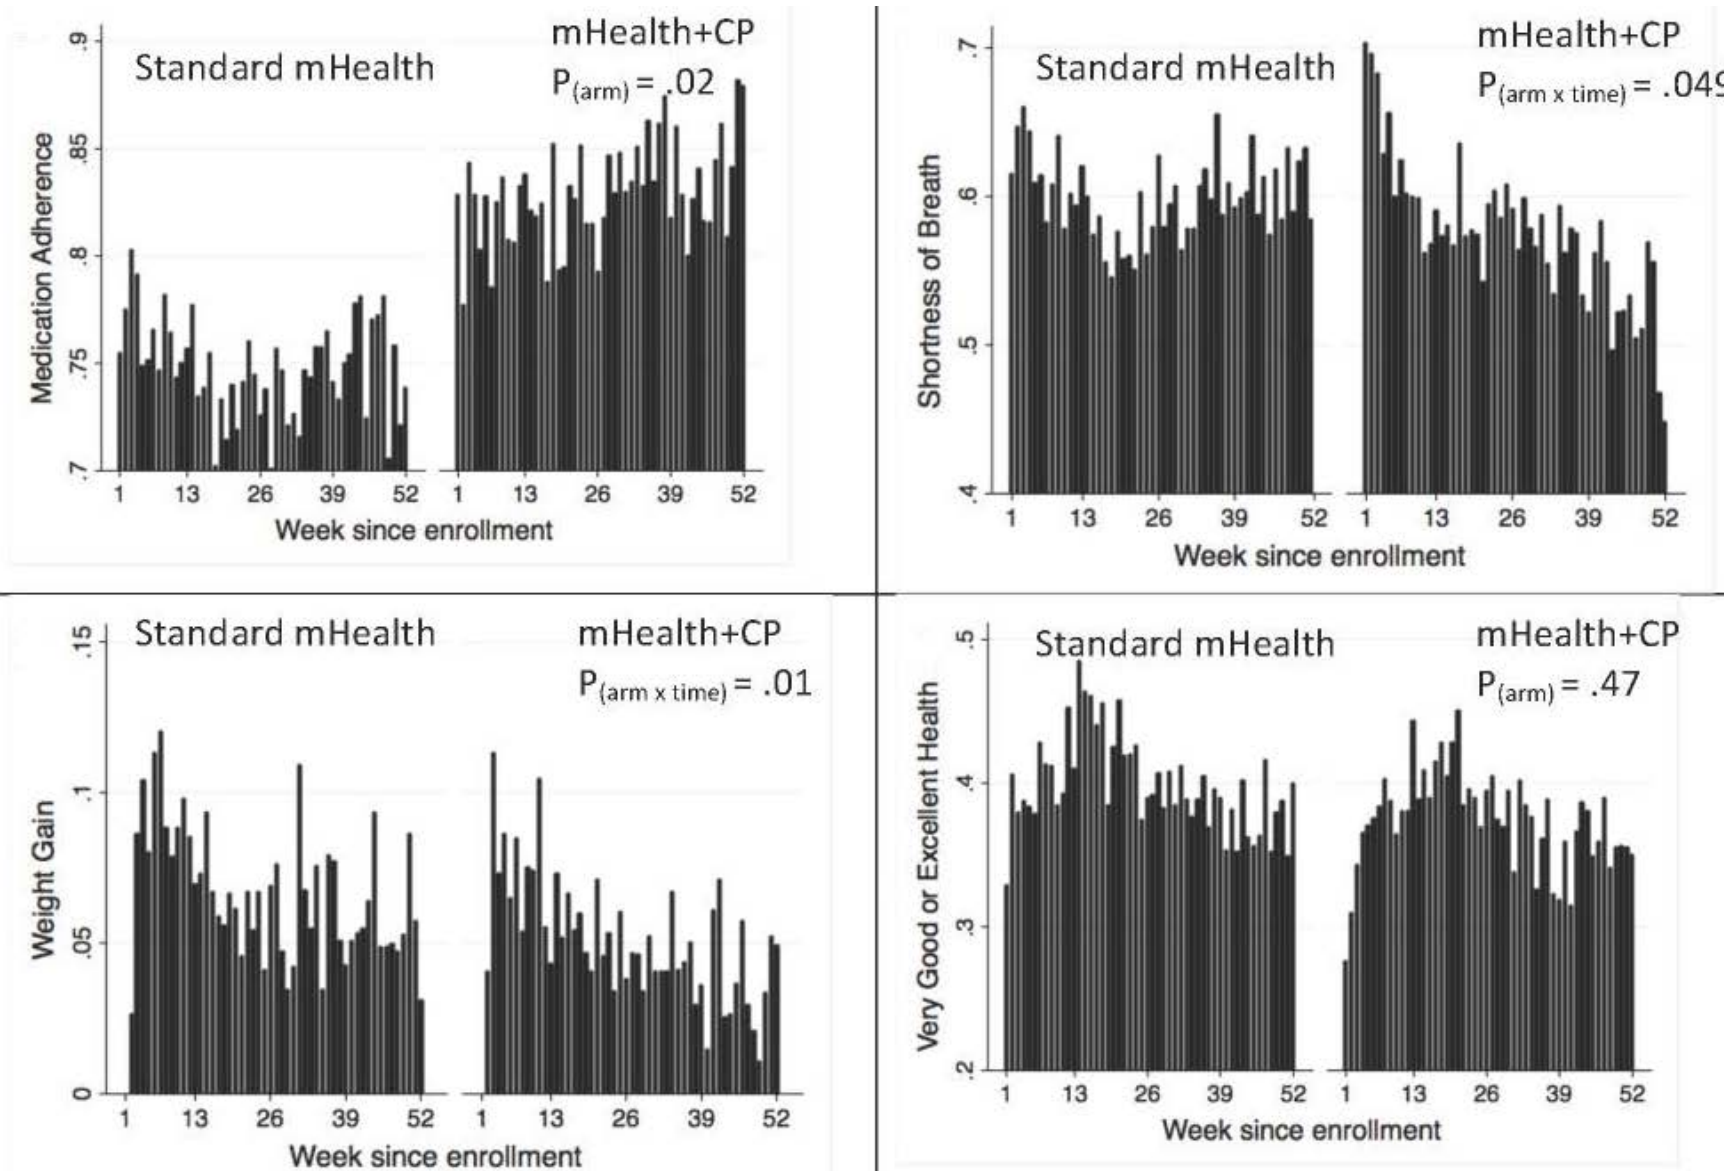 Standard mHealth
mHealth+CP
P(arm) = .02
Medication Adherence
.9
.85
.8
.75
.7
1 13 26 39 52 1 13 26 39 52
Week since enrollment
Standard mHealth
mHealth+CP
P(arm x time) = .049
Shortness of Breath
.7
.6
.5
.4
1 13 26 39 52 1 13 26 39 52
Week since enrollment
Standard mHealth
mHealth+CP
P(arm x time) = .01
Weight Gain
.15
.1
.05
0
1 13 26 39 52 1 13 26 39 52
Week since enrollment
Standard mHealth
mHealth+CP
P(arm) = .47
Very Good or Excellent Health
.5
.4
.3
.2
1 13 26 39 52 1 13 26 39 52
Week since enrollment